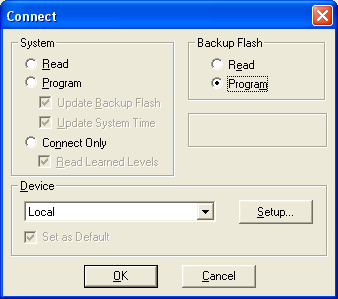 Connect
System
Read
Program
Update Backup Flash
Update System Time
Connect Only
Read Learned Levels
Backup Flash
Read
Program
Device
Local
Setup...
Set as Default
OK
Cancel